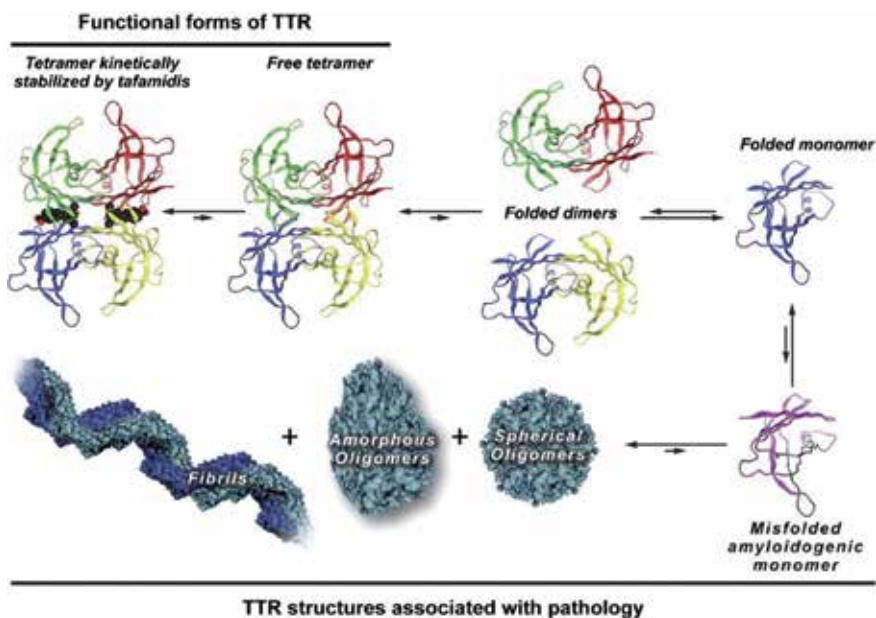 Functional forms of TTR
Tetramer kinetically
stabilized by tafamidis
Free tetramer
Folded monomer
Folded dimers
Fibrils
+
Amorphous
Oligomers
+
Spherical
Oligomers
Misfolded
amyloidogenic
monomer
TTR structures associated with pathology